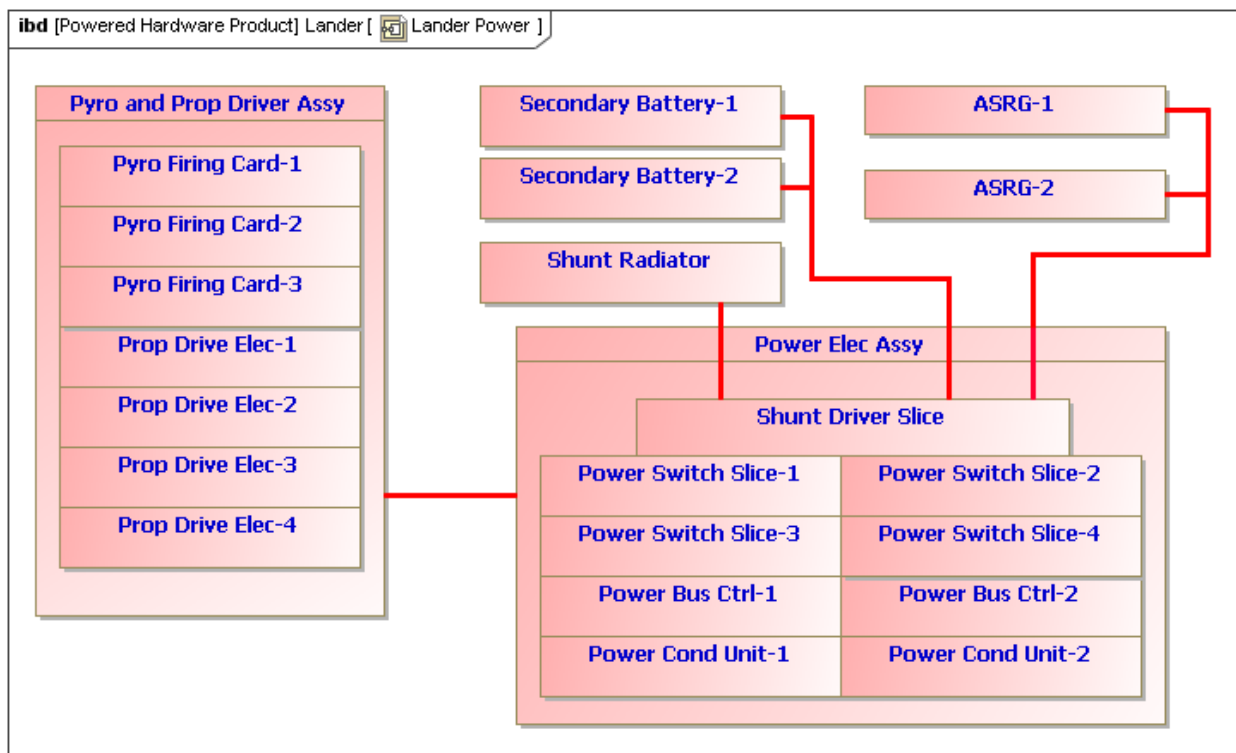 ibd [Powered Hardware Product] Lander [ Lander Power ]
Pyro and Prop Driver Assy
Pyro Firing Card-1
Pyro Firing Card-2
Pyro Firing Card-3
Prop Drive Elec-1
Prop Drive Elec-2
Prop Drive Elec-3
Prop Drive Elec-4
Secondary Battery-1
Secondary Battery-2
Shunt Radiator
ASRG-1
ASRG-2
Power Elec Assy
Shunt Driver Slice
Power Switch Slice-1
Power Switch Slice-2
Power Switch Slice-3
Power Switch Slice-4
Power Bus Ctrl-1
Power Bus Ctrl-2
Power Cond Unit-1
Power Cond Unit-2